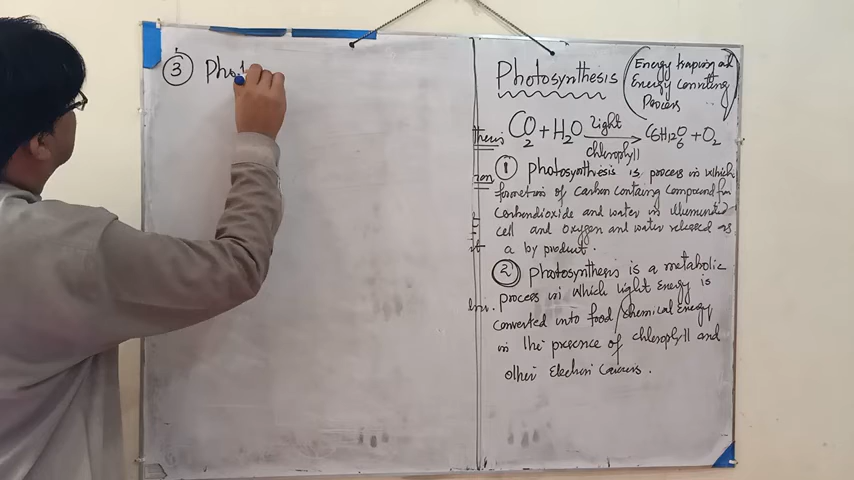 ③ Phot
Photosynthesis
(Energy traping and
Energy converting
Process)
CO2 + H2O light → C6H12O6 + O2
chlorophyll
① Photosynthesis is process in which
formation of Carbon containg compound from
Carbondioxide and water in illuminated
cell and oxygen and water released as
a by product.
② Photosynthesis is a metabolic
process in which light Energy is
converted into food / chemical Energy
in the presence of chlorophyll and
other Electron Carriers.